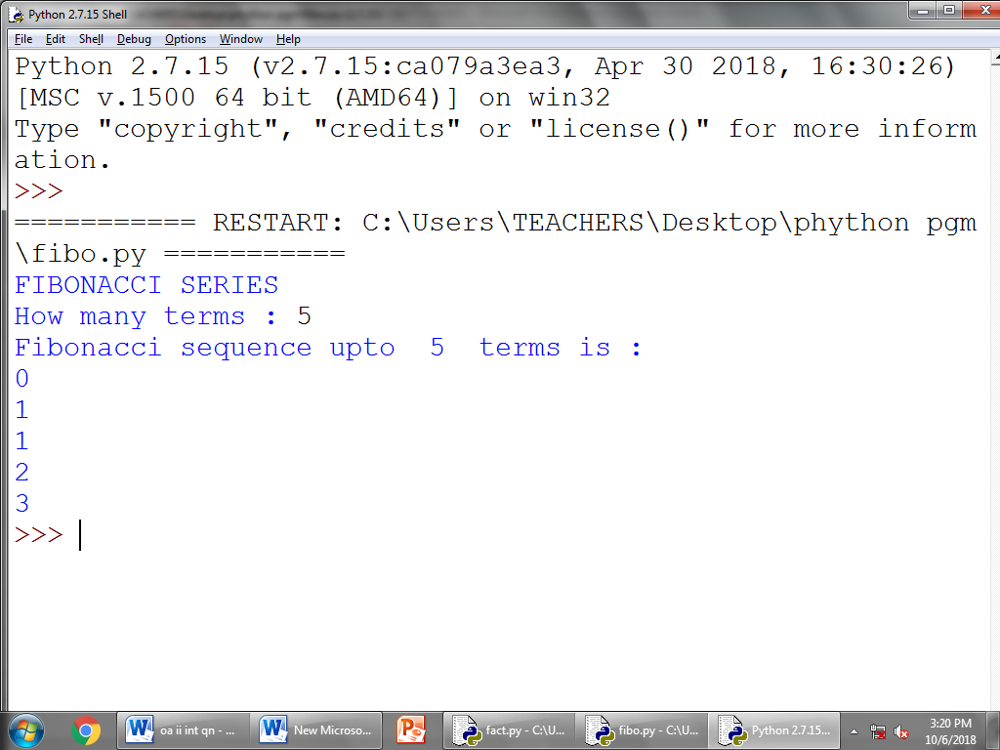 Python 2.7.15 Shell
File Edit Shell Debug Options Window Help
Python 2.7.15 (v2.7.15:ca079a3ea3, Apr 30 2018, 16:30:26)
[MSC v.1500 64 bit (AMD64)] on win32
Type "copyright", "credits" or "license()" for more inform
ation.
>>>
=========== RESTART: C:\Users\TEACHERS\Desktop\phython pgm
\fibo.py ===========
FIBONACCI SERIES
How many terms : 5
Fibonacci sequence upto  5  terms is :
0
1
1
2
3
>>>
oa ii int qn - ... New Microso... fact.py - C:\U... fibo.py - C:\U... Python 2.7.15... 3:20 PM
10/6/2018